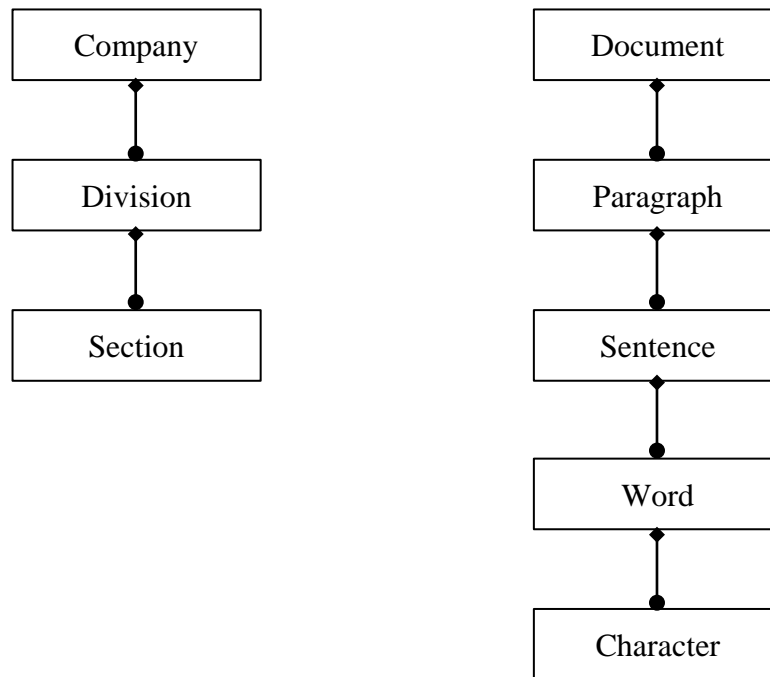 Company
Division
Section
Document
Paragraph
Sentence
Word
Character